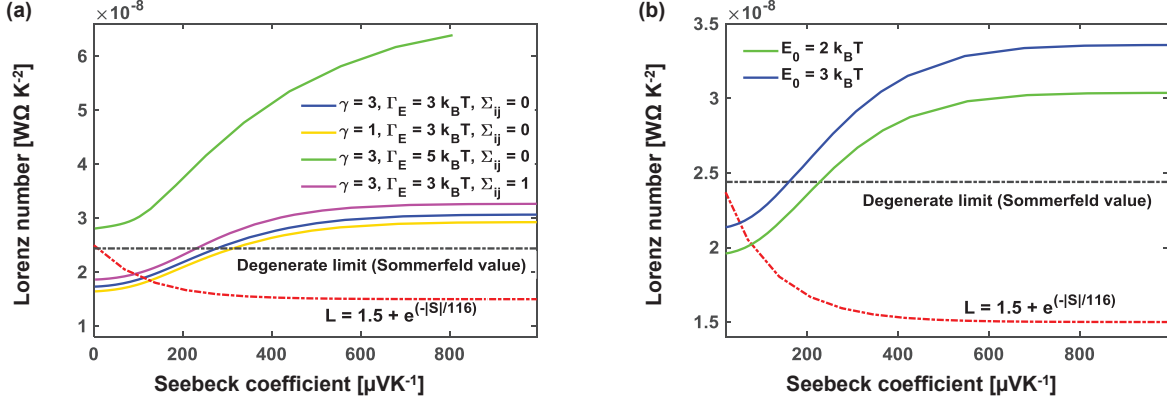 (a)
×10⁻⁸
Lorenz number [WΩ K⁻²]
6
5
4
3
2
1
γ = 3, Γ_E = 3 k_BT, Σ_ij = 0
γ = 1, Γ_E = 3 k_BT, Σ_ij = 0
γ = 3, Γ_E = 5 k_BT, Σ_ij = 0
γ = 3, Γ_E = 3 k_BT, Σ_ij = 1
Degenerate limit (Sommerfeld value)
L = 1.5 + e^(-|S|/116)
0 200 400 600 800
Seebeck coefficient [μVK⁻¹]
(b)
×10⁻⁸
Lorenz number [WΩ K⁻²]
3.5
3
2.5
2
1.5
E₀ = 2 k_BT
E₀ = 3 k_BT
Degenerate limit (Sommerfeld value)
L = 1.5 + e^(-|S|/116)
200 400 600 800
Seebeck coefficient [μVK⁻¹]